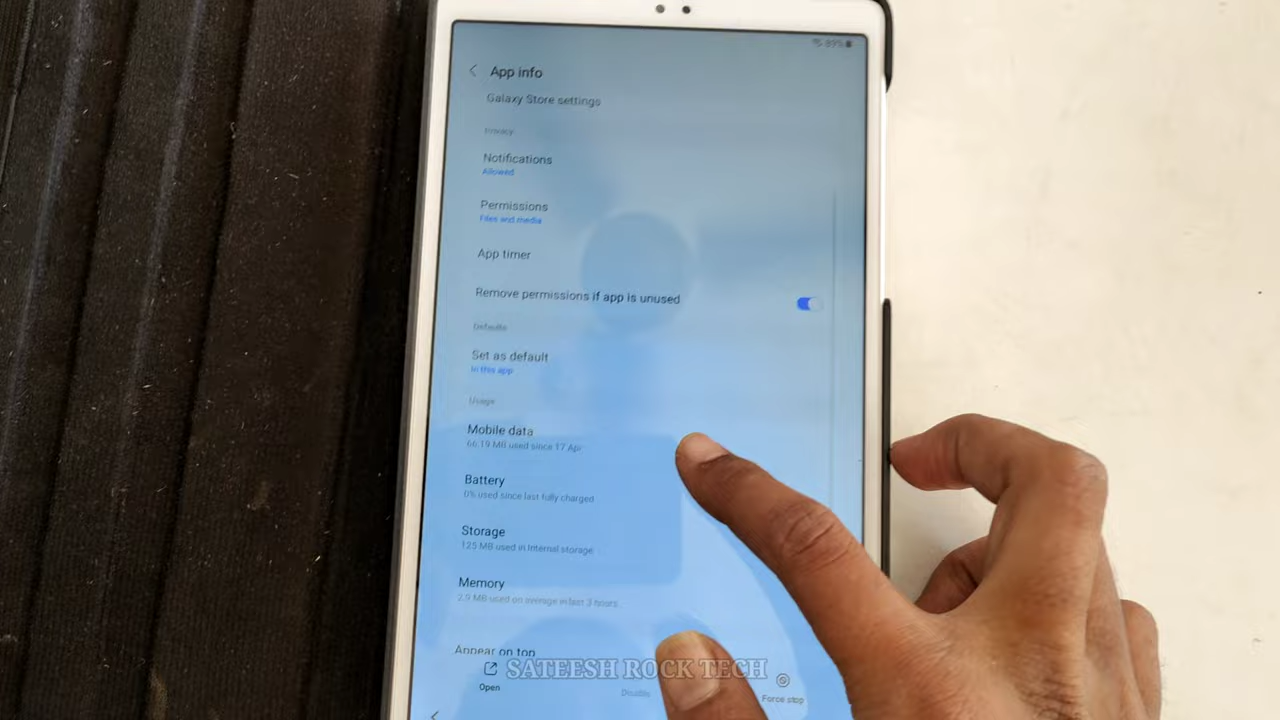 89%
App info
Galaxy Store settings
Privacy
Notifications
Allowed
Permissions
Files and media
App timer
Remove permissions if app is unused
Defaults
Set as default
In this app
Usage
Mobile data
66.19 MB used since 17 Apr
Battery
0% used since last fully charged
Storage
125 MB used in Internal storage
Memory
2.9 MB used on average in last 3 hours
Appear on top
SATEESH ROCK TECH
Open
Disable
Force stop